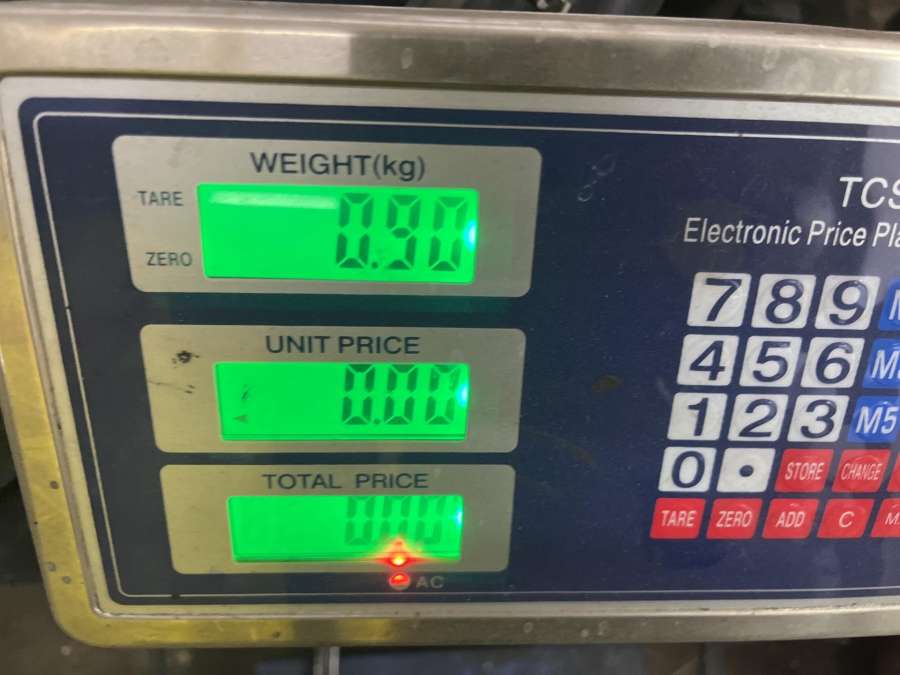 WEIGHT(kg)
TARE
0.90
ZERO
UNIT PRICE
0.00
TOTAL PRICE
0.00
AC
TCS
Electronic Price
7 8 9
4 5 6
1 2 3 M5
0 . STORE CHANGE
TARE ZERO ADD C